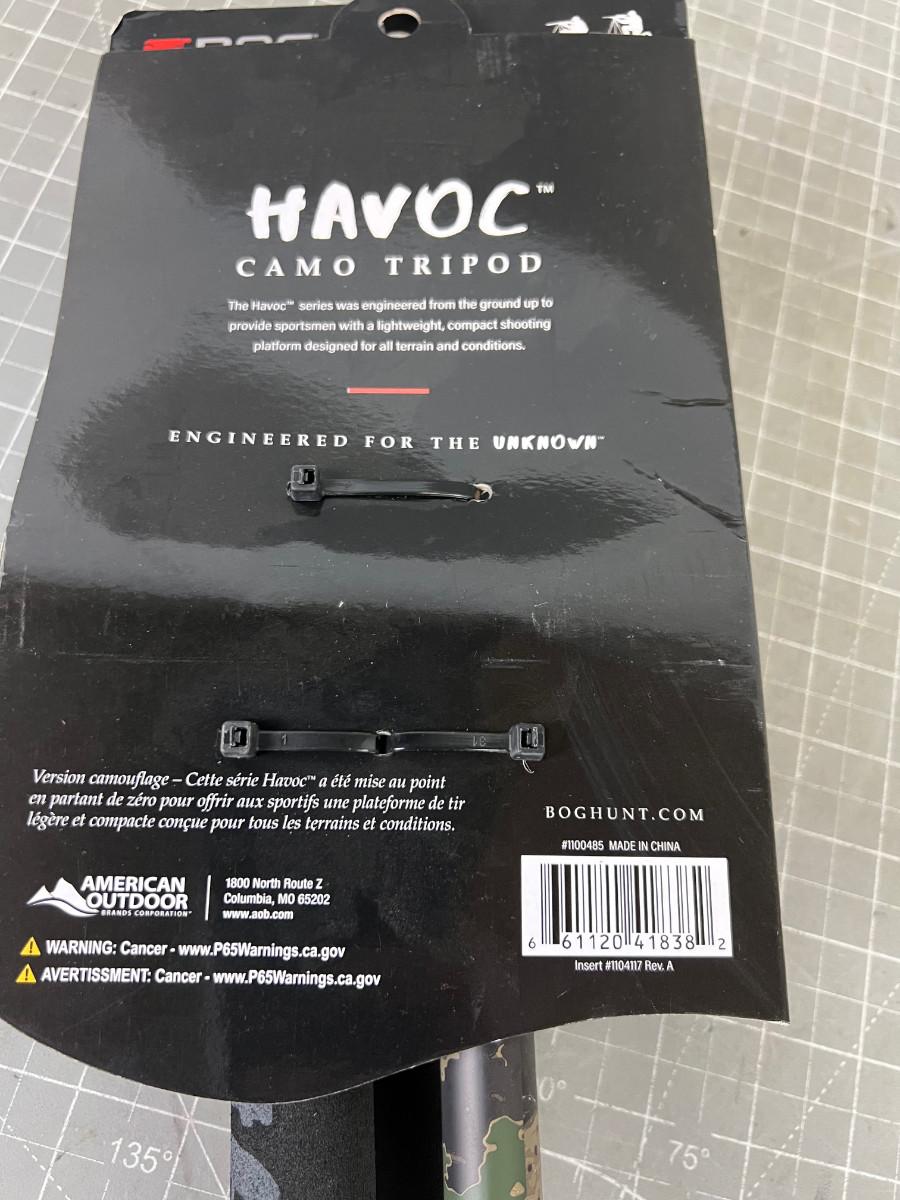 HAVOC™
CAMO TRIPOD
The Havoc™ series was engineered from the ground up to
provide sportsmen with a lightweight, compact shooting
platform designed for all terrain and conditions.
ENGINEERED FOR THE UNKNOWN™
Version camouflage – Cette série Havoc™ a été mise au point
en partant de zéro pour offrir aux sportifs une plateforme de tir
légère et compacte conçue pour tous les terrains et conditions.
BOGHUNT.COM
#1100485 MADE IN CHINA
6 61120 41838 2
Insert #1104117 Rev. A
AMERICAN
OUTDOOR
BRANDS CORPORATION™
1800 North Route Z
Columbia, MO 65202
www.aob.com
WARNING: Cancer - www.P65Warnings.ca.gov
AVERTISSMENT: Cancer - www.P65Warnings.ca.gov
135°
75°